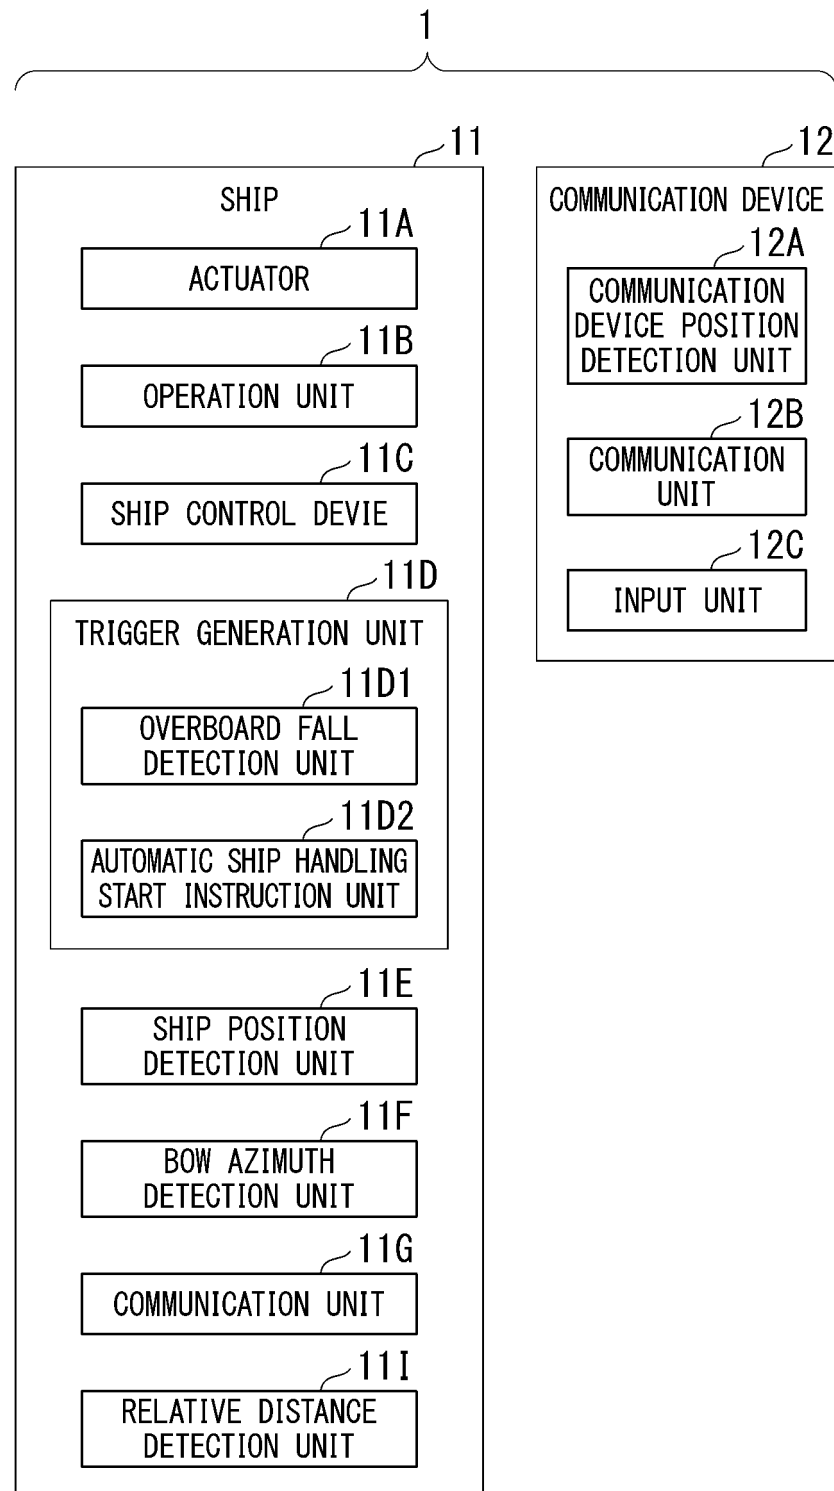 1
11
SHIP
11A
ACTUATOR
11B
OPERATION UNIT
11C
SHIP CONTROL DEVIE
11D
TRIGGER GENERATION UNIT
11D1
OVERBOARD FALL
DETECTION UNIT
11D2
AUTOMATIC SHIP HANDLING
START INSTRUCTION UNIT
11E
SHIP POSITION
DETECTION UNIT
11F
BOW AZIMUTH
DETECTION UNIT
11G
COMMUNICATION UNIT
11I
RELATIVE DISTANCE
DETECTION UNIT
12
COMMUNICATION DEVICE
12A
COMMUNICATION
DEVICE POSITION
DETECTION UNIT
12B
COMMUNICATION
UNIT
12C
INPUT UNIT